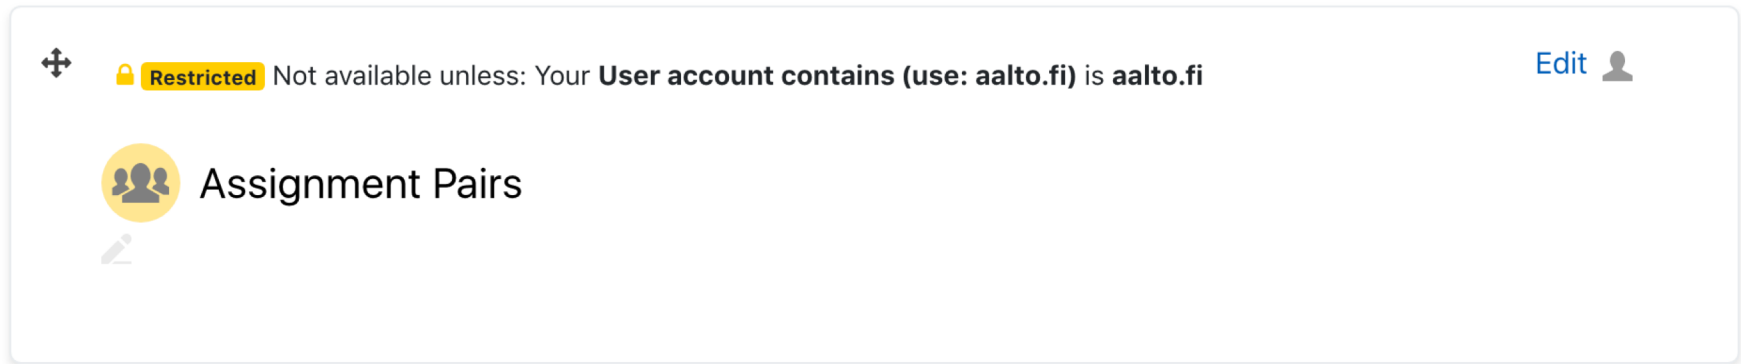 Restricted Not available unless: Your User account contains (use: aalto.fi) is aalto.fi
Edit
Assignment Pairs